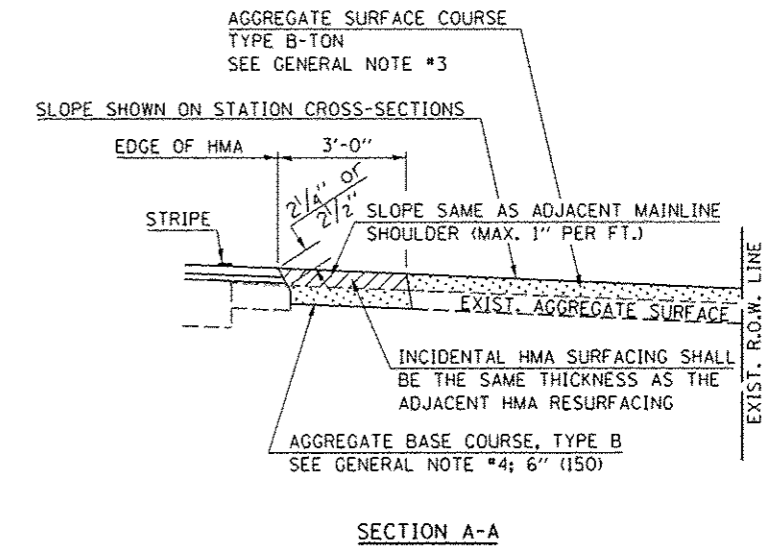 AGGREGATE SURFACE COURSE
TYPE B-TON
SEE GENERAL NOTE #3
SLOPE SHOWN ON STATION CROSS-SECTIONS
EDGE OF HMA
3'-0"
2 1/4" or
2 1/2"
STRIPE
SLOPE SAME AS ADJACENT MAINLINE
SHOULDER (MAX. 1" PER FT.)
EXIST. AGGREGATE SURFACE
EXIST. R.O.W. LINE
INCIDENTAL HMA SURFACING SHALL
BE THE SAME THICKNESS AS THE
ADJACENT HMA RESURFACING
AGGREGATE BASE COURSE, TYPE B
SEE GENERAL NOTE #4; 6" (150)
SECTION A-A